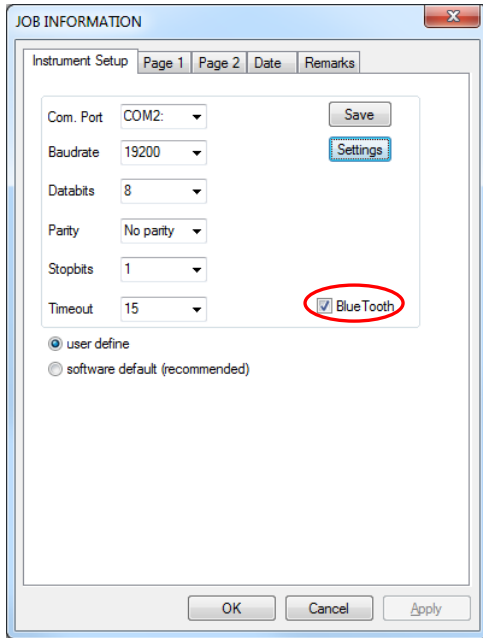 JOB INFORMATION
Instrument Setup Page 1 Page 2 Date Remarks
Com. Port COM2: Save
Baudrate 19200 Settings
Databits 8
Parity No parity
Stopbits 1
Timeout 15 BlueTooth
user define
software default (recommended)
OK Cancel Apply